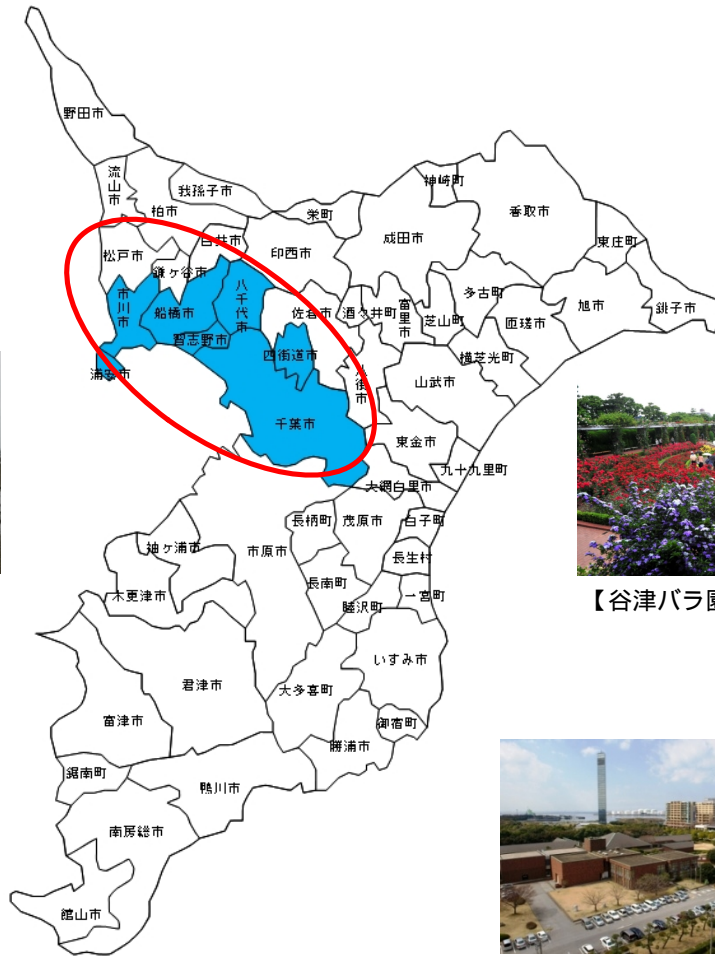 野田市
流山市
我孫子市
柏市
神崎町
栄町
香取市
成田市
印西市
東庄町
白井市
松戸市
鎌ヶ谷市
八千代市
市川市
船橋市
佐倉市
酒々井町
富里市
芝山町
多古町
匝瑳市
旭市
銚子市
習志野市
四街道市
横芝光町
浦安市
八街市
山武市
千葉市
東金市
九十九里町
大網白里市
長柄町
茂原市
白子町
袖ヶ浦市
市原市
長生村
木更津市
長南町
睦沢町
一宮町
いすみ市
君津市
大多喜町
富津市
御宿町
勝浦市
鋸南町
鴨川市
南房総市
館山市
【谷津バラ園